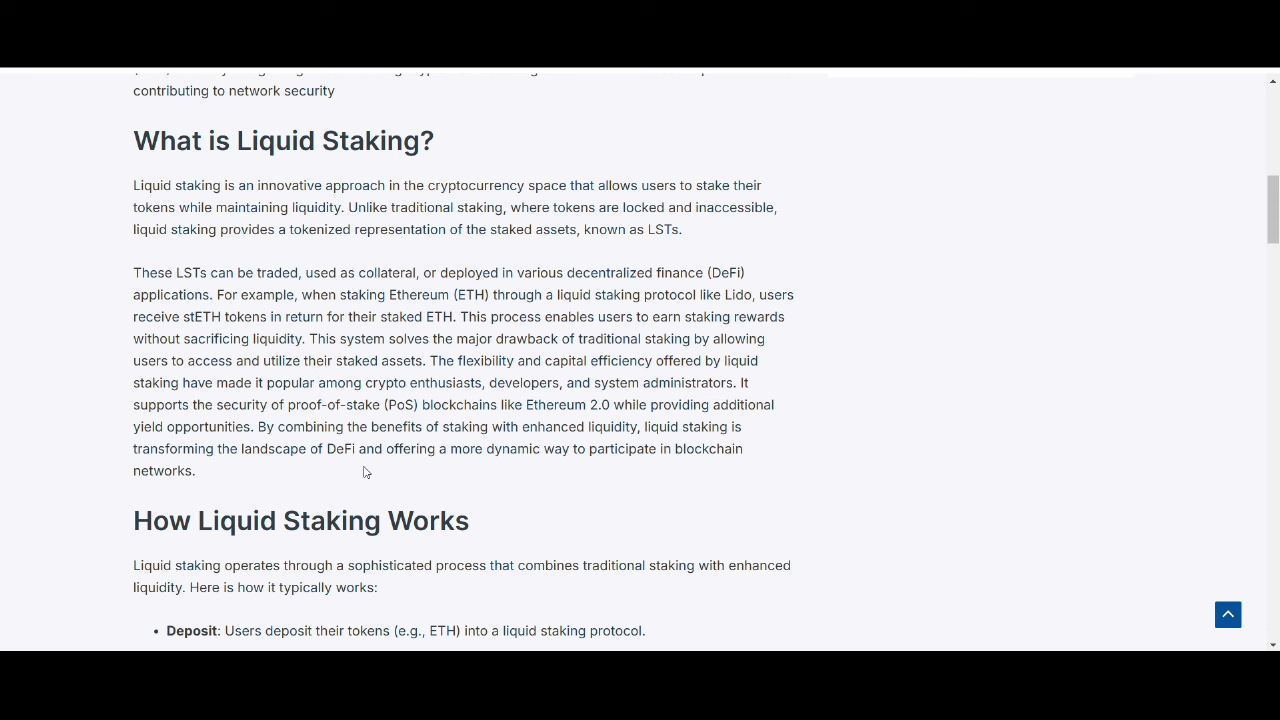 contributing to network security
What is Liquid Staking?
Liquid staking is an innovative approach in the cryptocurrency space that allows users to stake their
tokens while maintaining liquidity. Unlike traditional staking, where tokens are locked and inaccessible,
liquid staking provides a tokenized representation of the staked assets, known as LSTs.
These LSTs can be traded, used as collateral, or deployed in various decentralized finance (DeFi)
applications. For example, when staking Ethereum (ETH) through a liquid staking protocol like Lido, users
receive stETH tokens in return for their staked ETH. This process enables users to earn staking rewards
without sacrificing liquidity. This system solves the major drawback of traditional staking by allowing
users to access and utilize their staked assets. The flexibility and capital efficiency offered by liquid
staking have made it popular among crypto enthusiasts, developers, and system administrators. It
supports the security of proof-of-stake (PoS) blockchains like Ethereum 2.0 while providing additional
yield opportunities. By combining the benefits of staking with enhanced liquidity, liquid staking is
transforming the landscape of DeFi and offering a more dynamic way to participate in blockchain
networks.
How Liquid Staking Works
Liquid staking operates through a sophisticated process that combines traditional staking with enhanced
liquidity. Here is how it typically works:
• Deposit: Users deposit their tokens (e.g., ETH) into a liquid staking protocol.